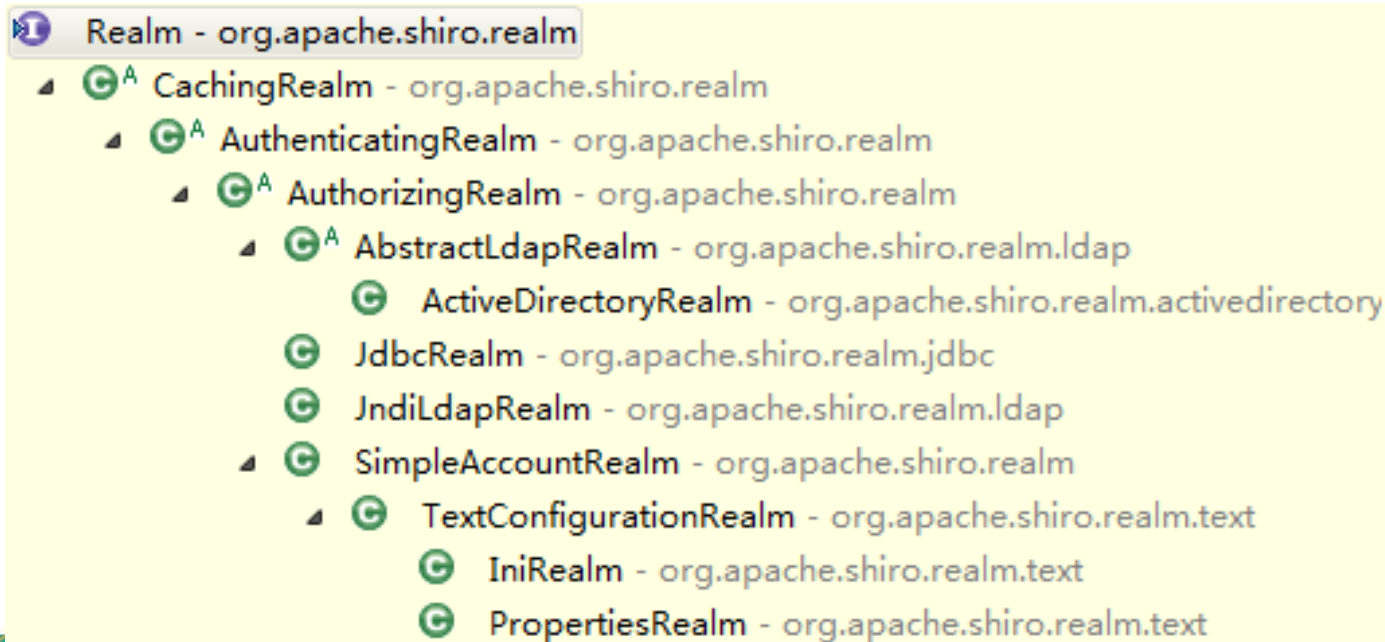 Realm - org.apache.shiro.realm
CachingRealm - org.apache.shiro.realm
AuthenticatingRealm - org.apache.shiro.realm
AuthorizingRealm - org.apache.shiro.realm
AbstractLdapRealm - org.apache.shiro.realm.ldap
ActiveDirectoryRealm - org.apache.shiro.realm.activedirectory
JdbcRealm - org.apache.shiro.realm.jdbc
JndiLdapRealm - org.apache.shiro.realm.ldap
SimpleAccountRealm - org.apache.shiro.realm
TextConfigurationRealm - org.apache.shiro.realm.text
IniRealm - org.apache.shiro.realm.text
PropertiesRealm - org.apache.shiro.realm.text